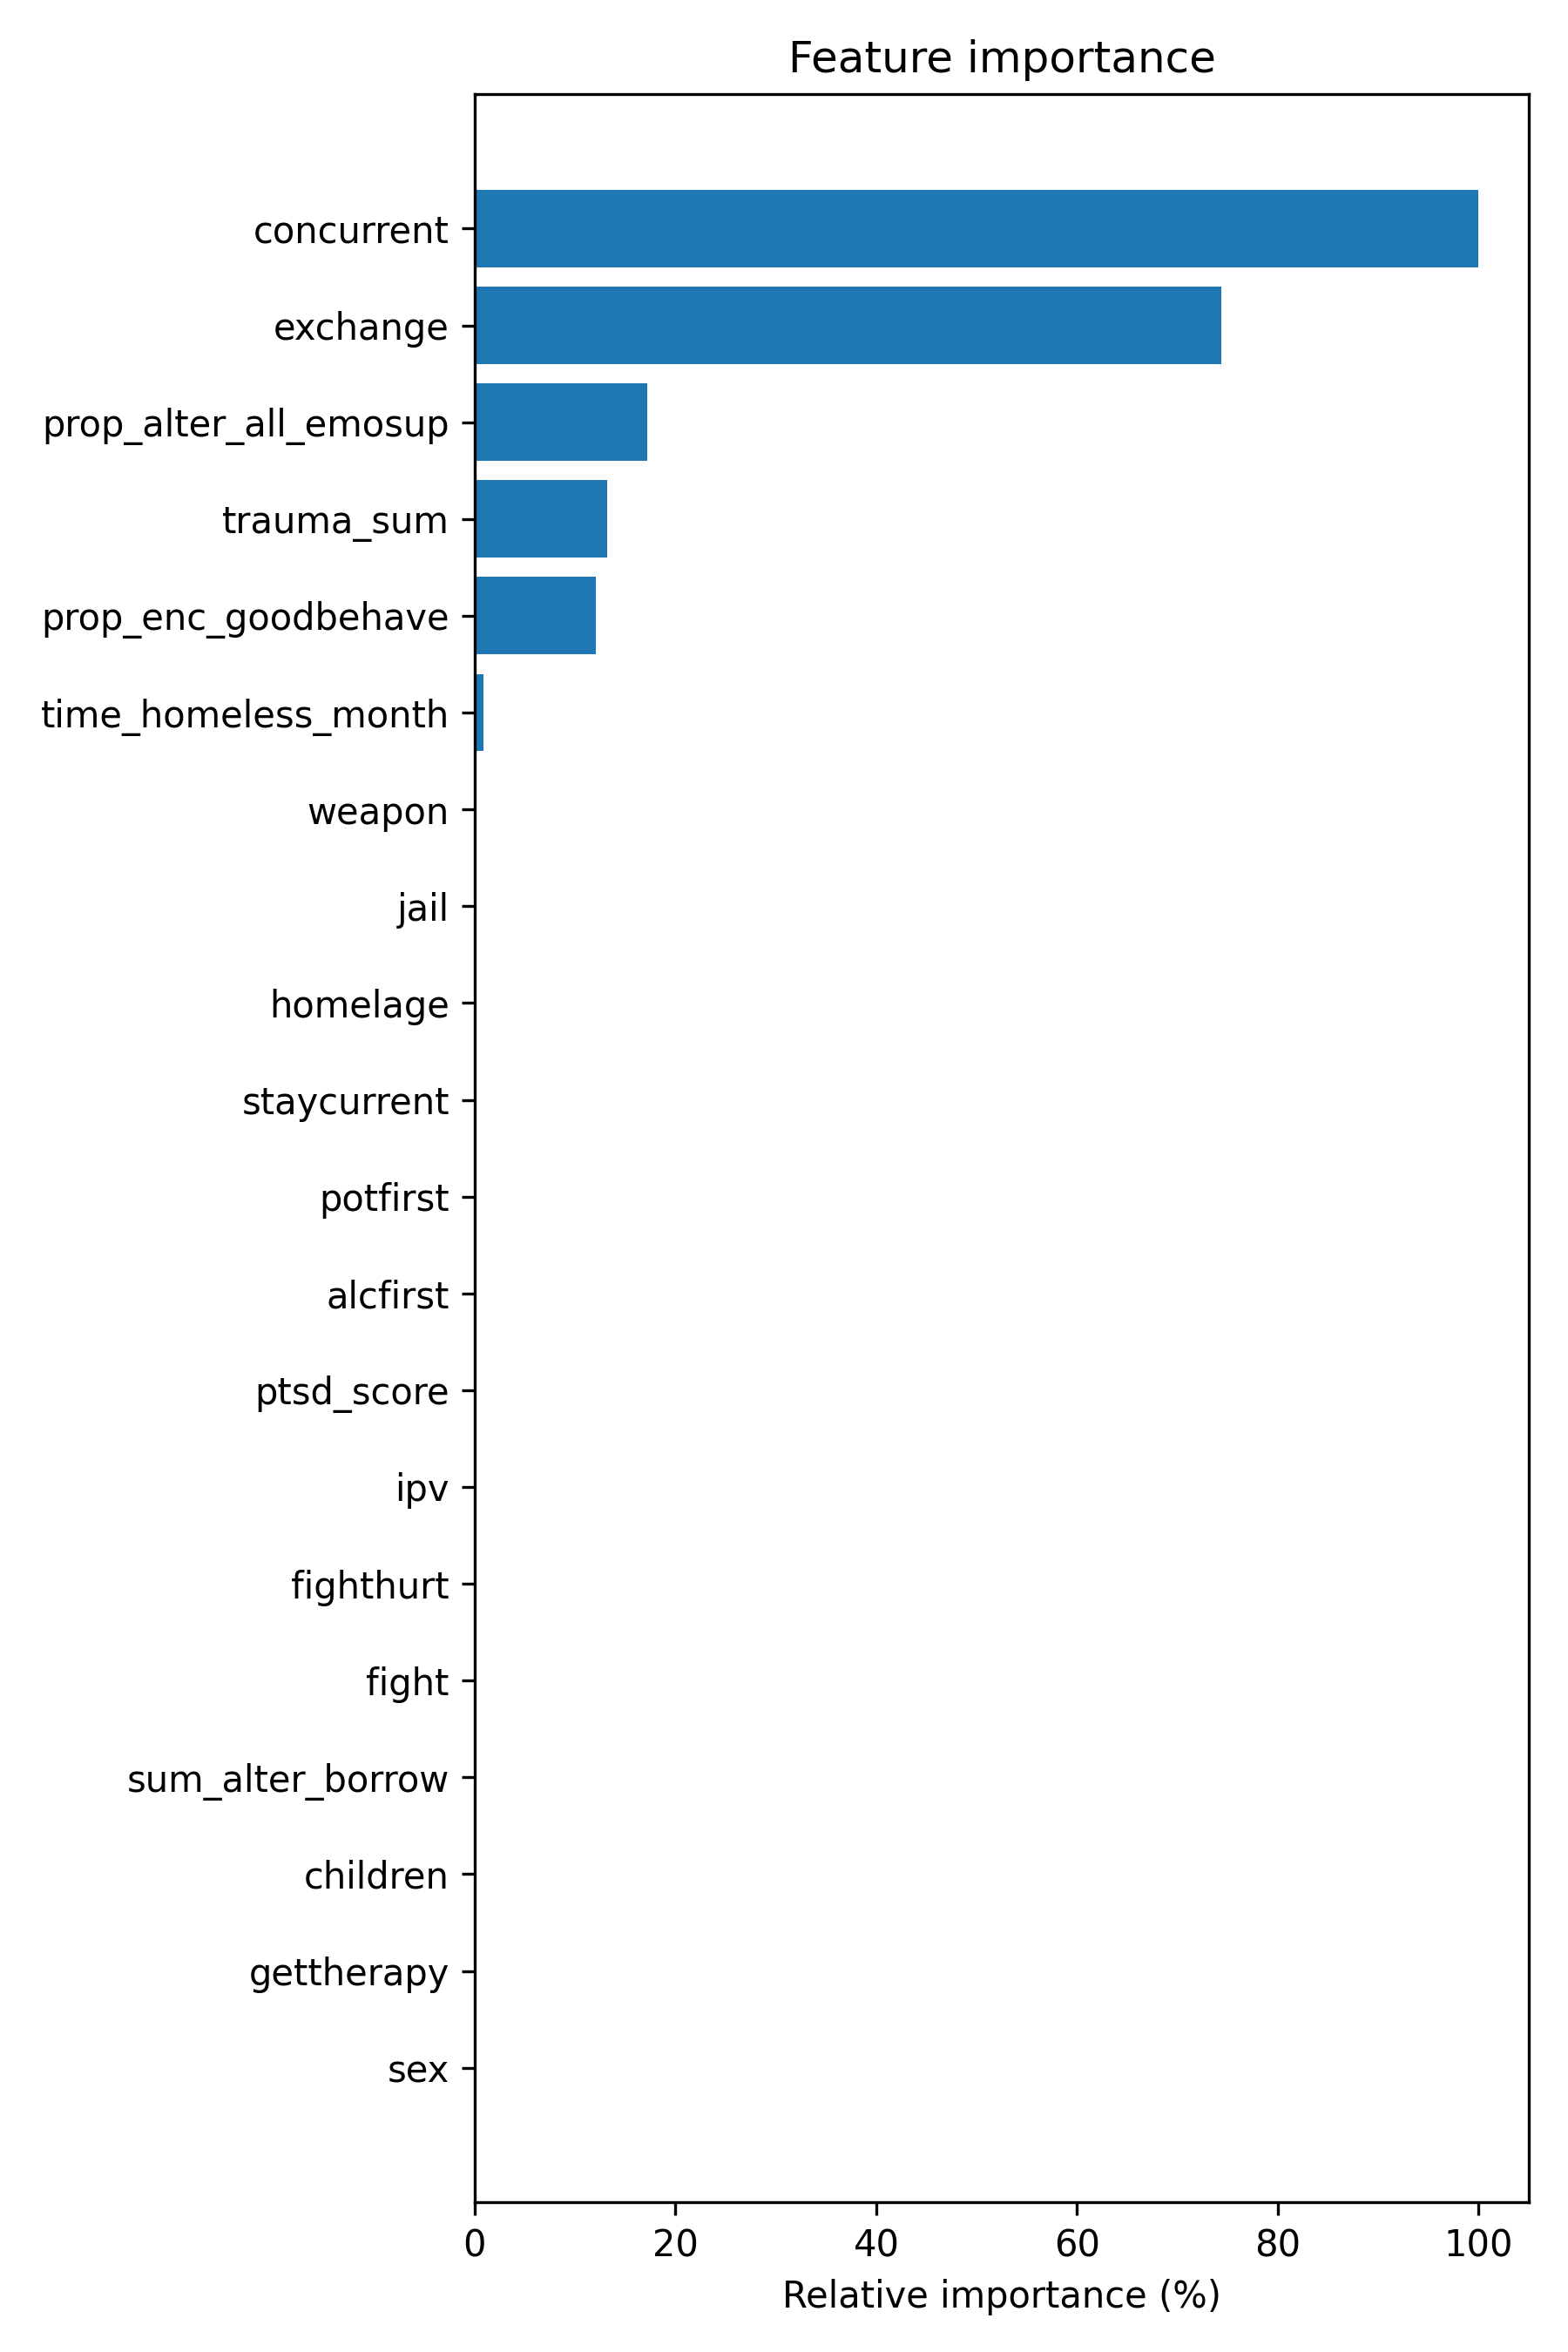 Feature importance
concurrent
exchange
prop_alter_all_emosup
trauma_sum
prop_enc_goodbehave
time_homeless_month
weapon
jail
homelage
staycurrent
potfirst
alcfirst
ptsd_score
ipv
fighthurt
fight
sum_alter_borrow
children
gettherapy
sex
0 20 40 60 80 100
Relative importance (%)